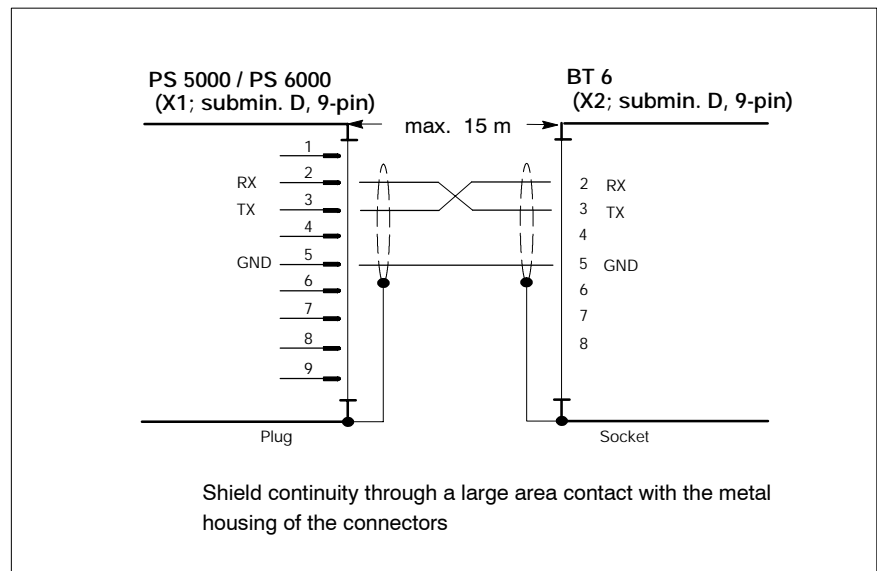 PS 5000 / PS 6000
(X1; submin. D, 9-pin)
BT 6
(X2; submin. D, 9-pin)
max. 15 m
1
RX 2
TX 3
4
GND 5
6
7
8
9
2 RX
3 TX
4
5 GND
6
7
8
Plug
Socket
Shield continuity through a large area contact with the metal
housing of the connectors